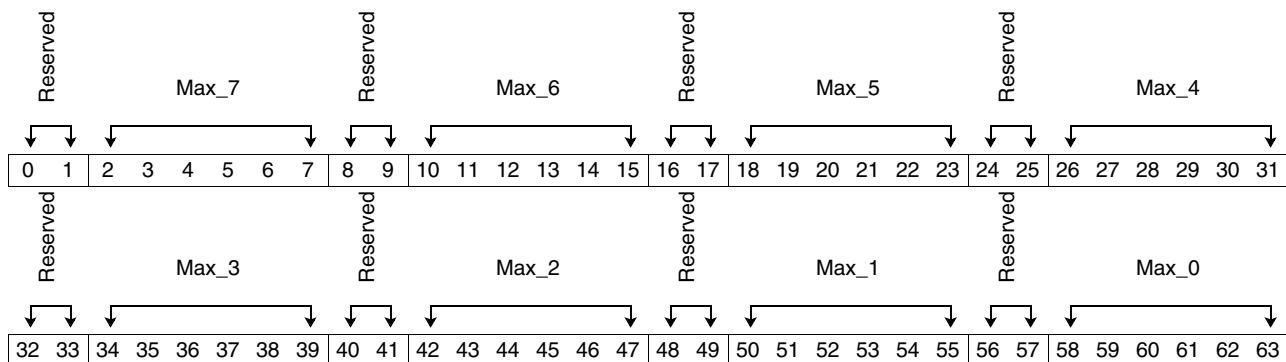 Reserved Max_7 Reserved Max_6 Reserved Max_5 Reserved Max_4
0 1 2 3 4 5 6 7 8 9 10 11 12 13 14 15 16 17 18 19 20 21 22 23 24 25 26 27 28 29 30 31
Reserved Max_3 Reserved Max_2 Reserved Max_1 Reserved Max_0
32 33 34 35 36 37 38 39 40 41 42 43 44 45 46 47 48 49 50 51 52 53 54 55 56 57 58 59 60 61 62 63